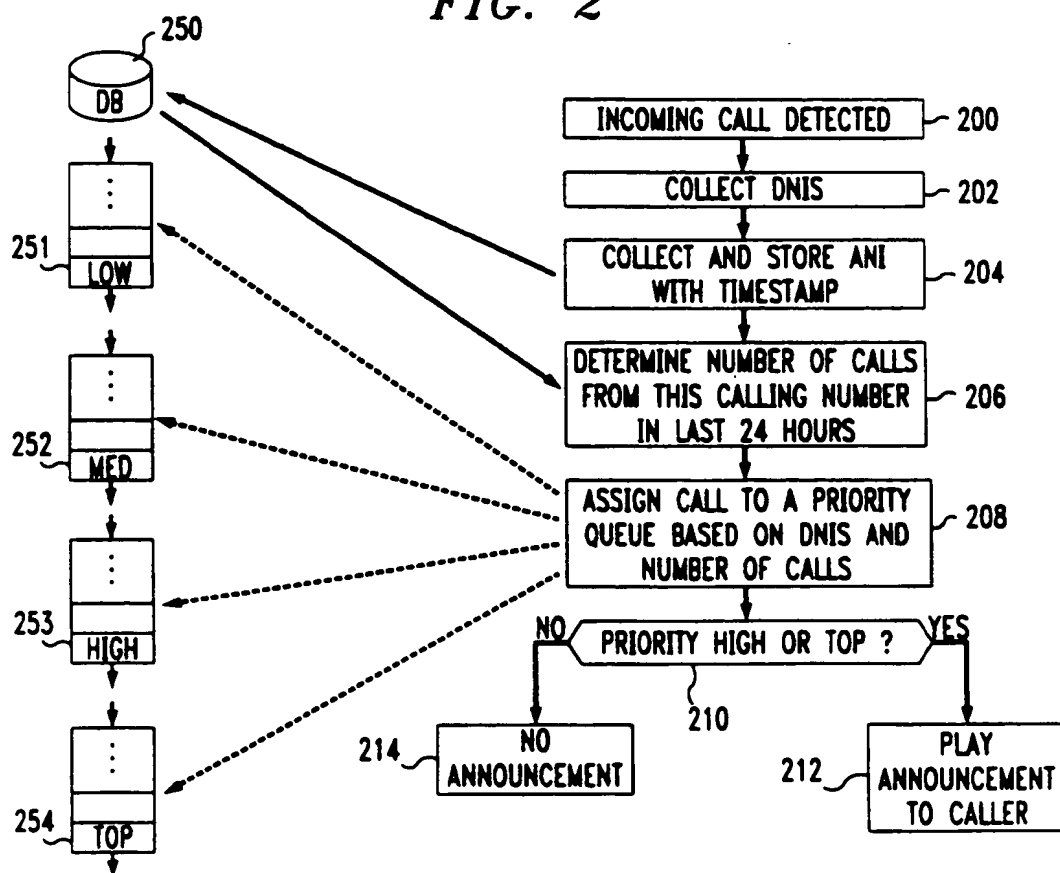 FIG. 2
250
DB
INCOMING CALL DETECTED
200
COLLECT DNIS
202
COLLECT AND STORE ANI
WITH TIMESTAMP
204
251
LOW
DETERMINE NUMBER OF CALLS
FROM THIS CALLING NUMBER
IN LAST 24 HOURS
206
252
MED
ASSIGN CALL TO A PRIORITY
QUEUE BASED ON DNIS AND
NUMBER OF CALLS
208
253
HIGH
NO
PRIORITY HIGH OR TOP ?
YES
210
214
NO
ANNOUNCEMENT
212
PLAY
ANNOUNCEMENT
TO CALLER
254
TOP